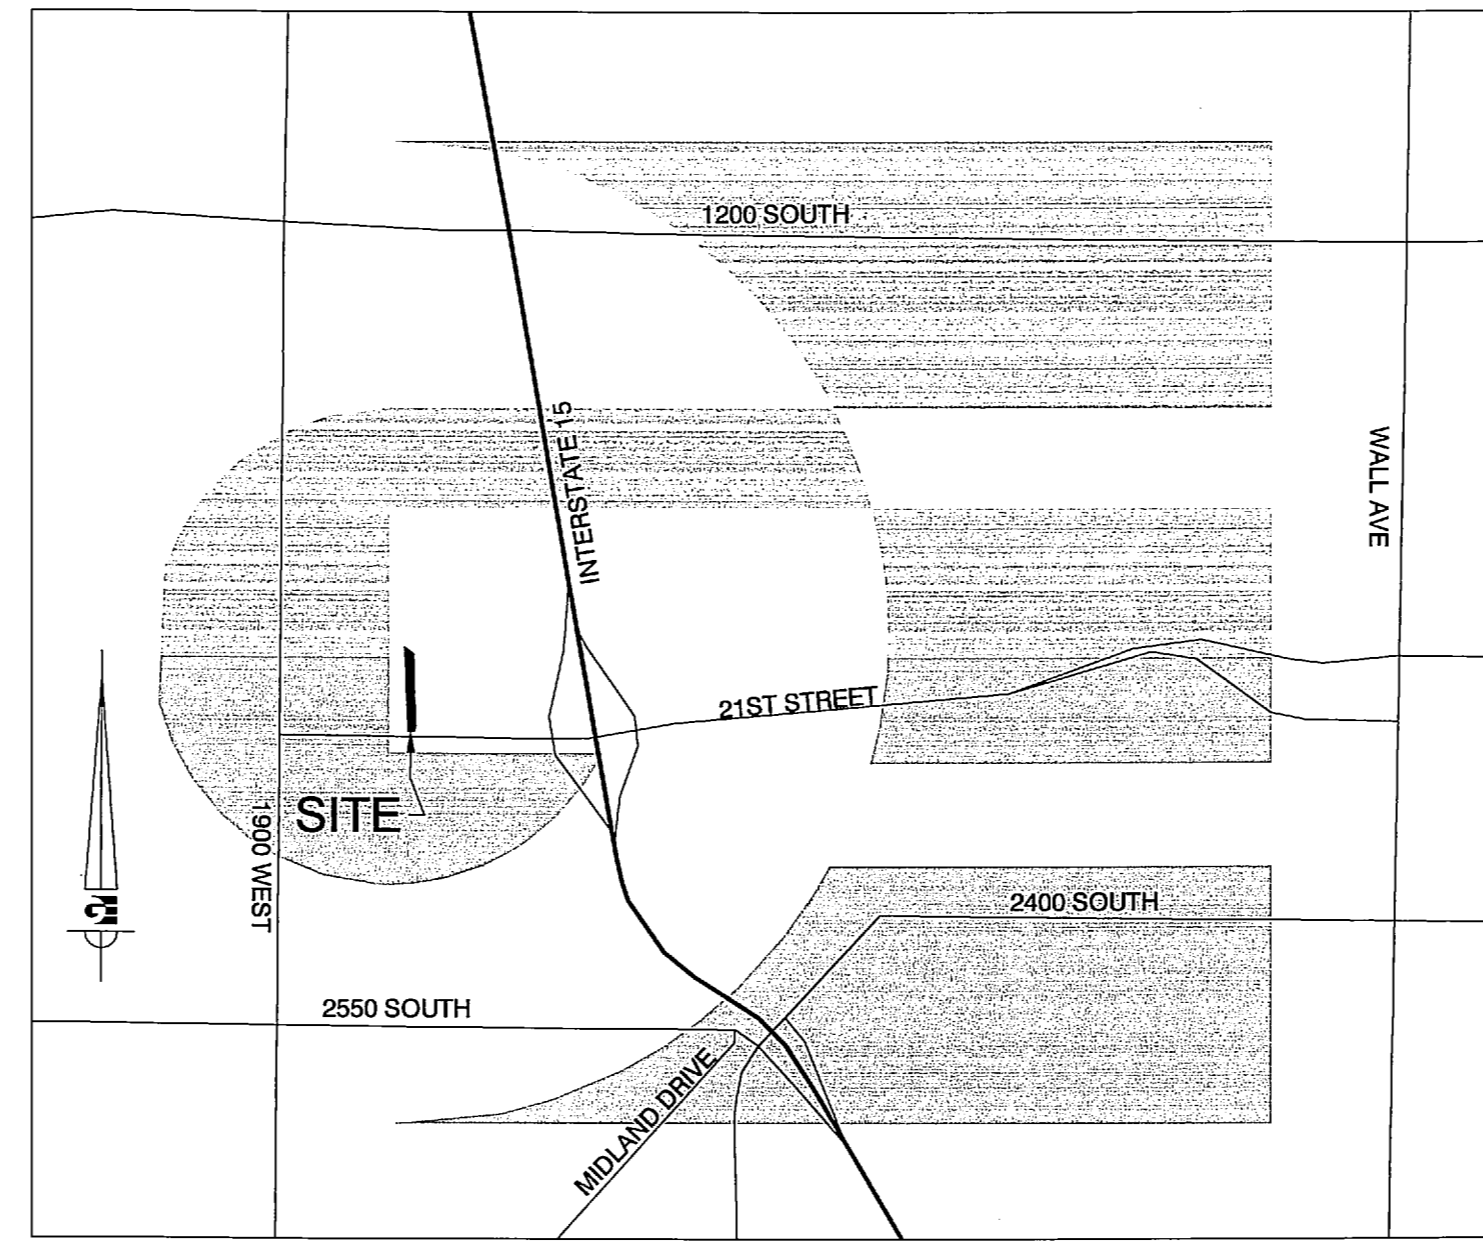 1200 SOUTH
INTERSTATE 15
WALL AVE
21ST STREET
SITE
1900 WEST
2400 SOUTH
2550 SOUTH
MIDLAND DRIVE